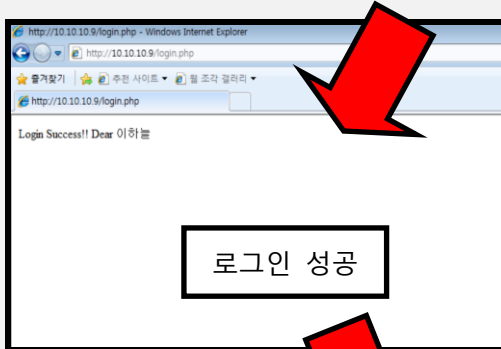 http://10.10.10.9/login.php - Windows Internet Explorer
http://10.10.10.9/login.php
즐겨찾기 추천 사이트 ▾ 웹 조각 갤러리 ▾
http://10.10.10.9/login.php
Login Success!! Dear 이하늘
로그인 성공